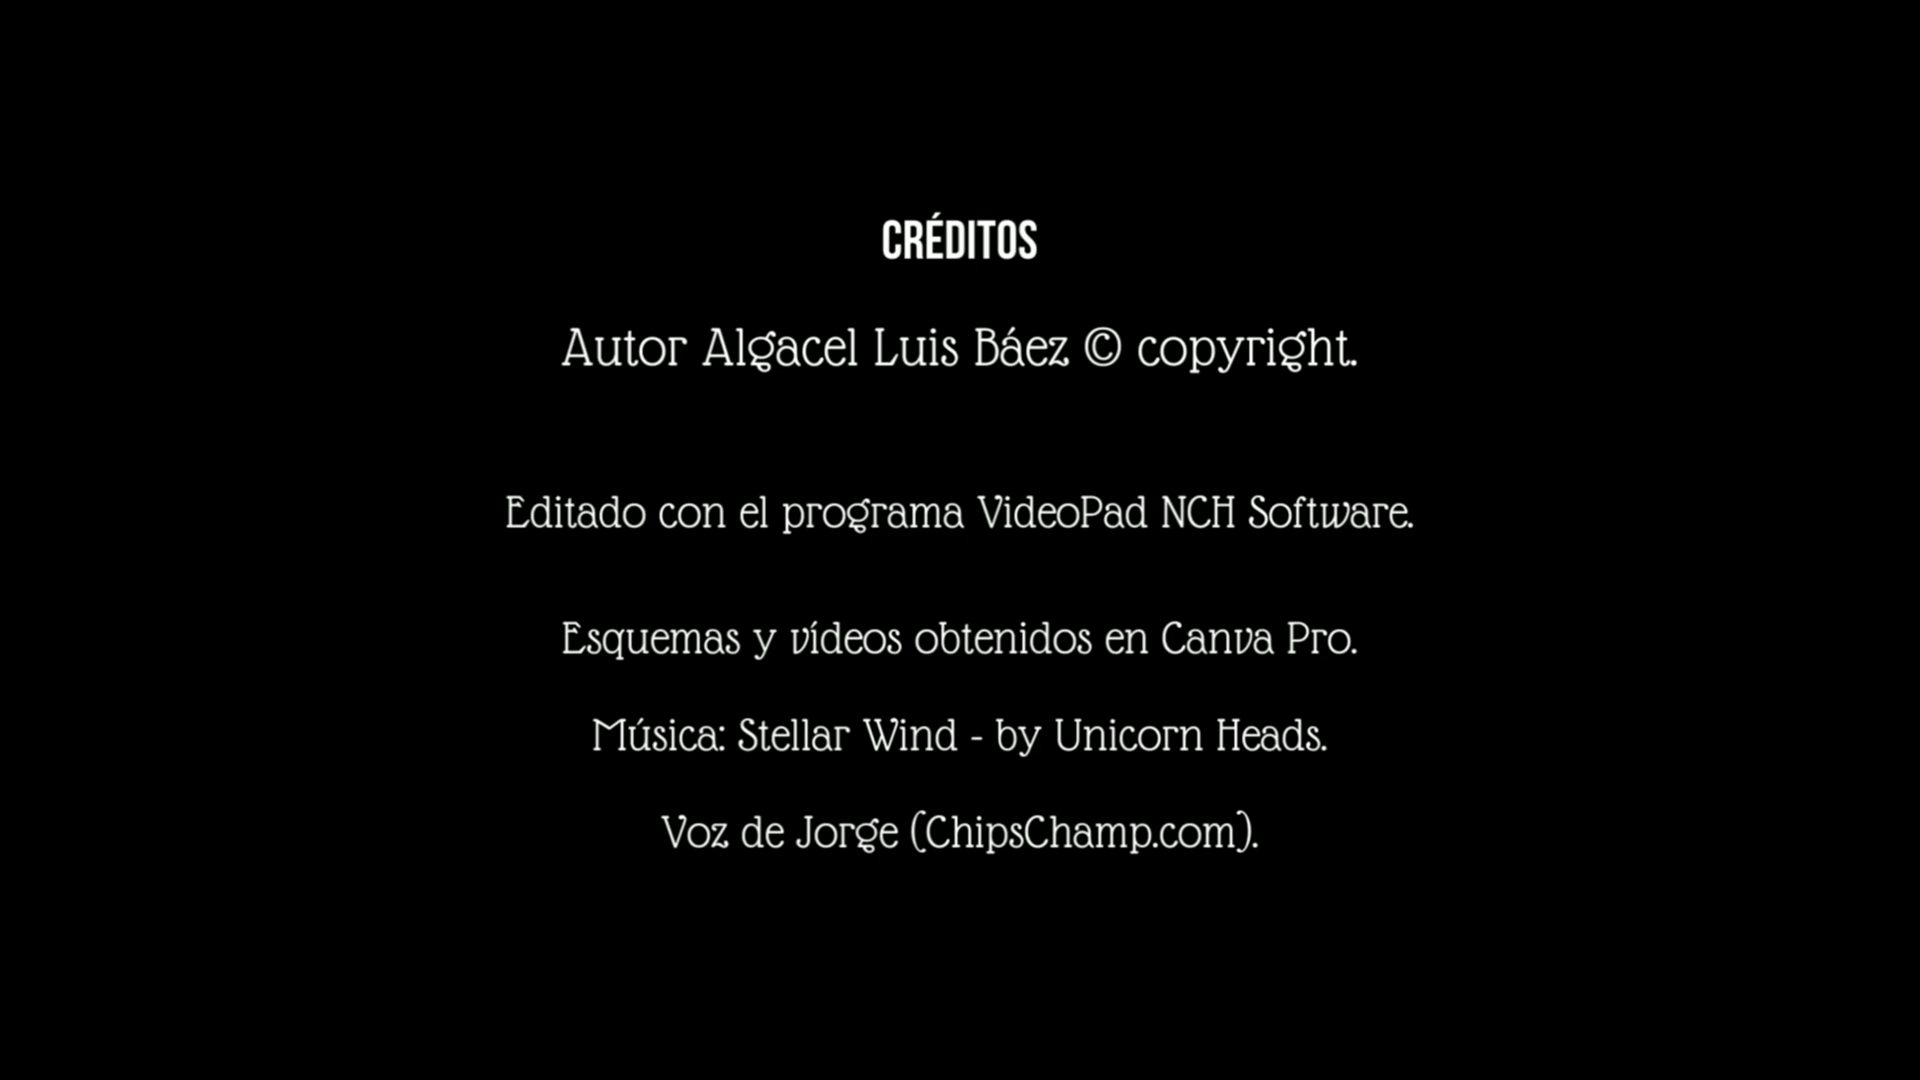 CRÉDITOS
Autor Algacel Luis Báez © copyright.
Editado con el programa VideoPad NCH Software.
Esquemas y vídeos obtenidos en Canva Pro.
Música: Stellar Wind - by Unicorn Heads.
Voz de Jorge (ChipsChamp.com).